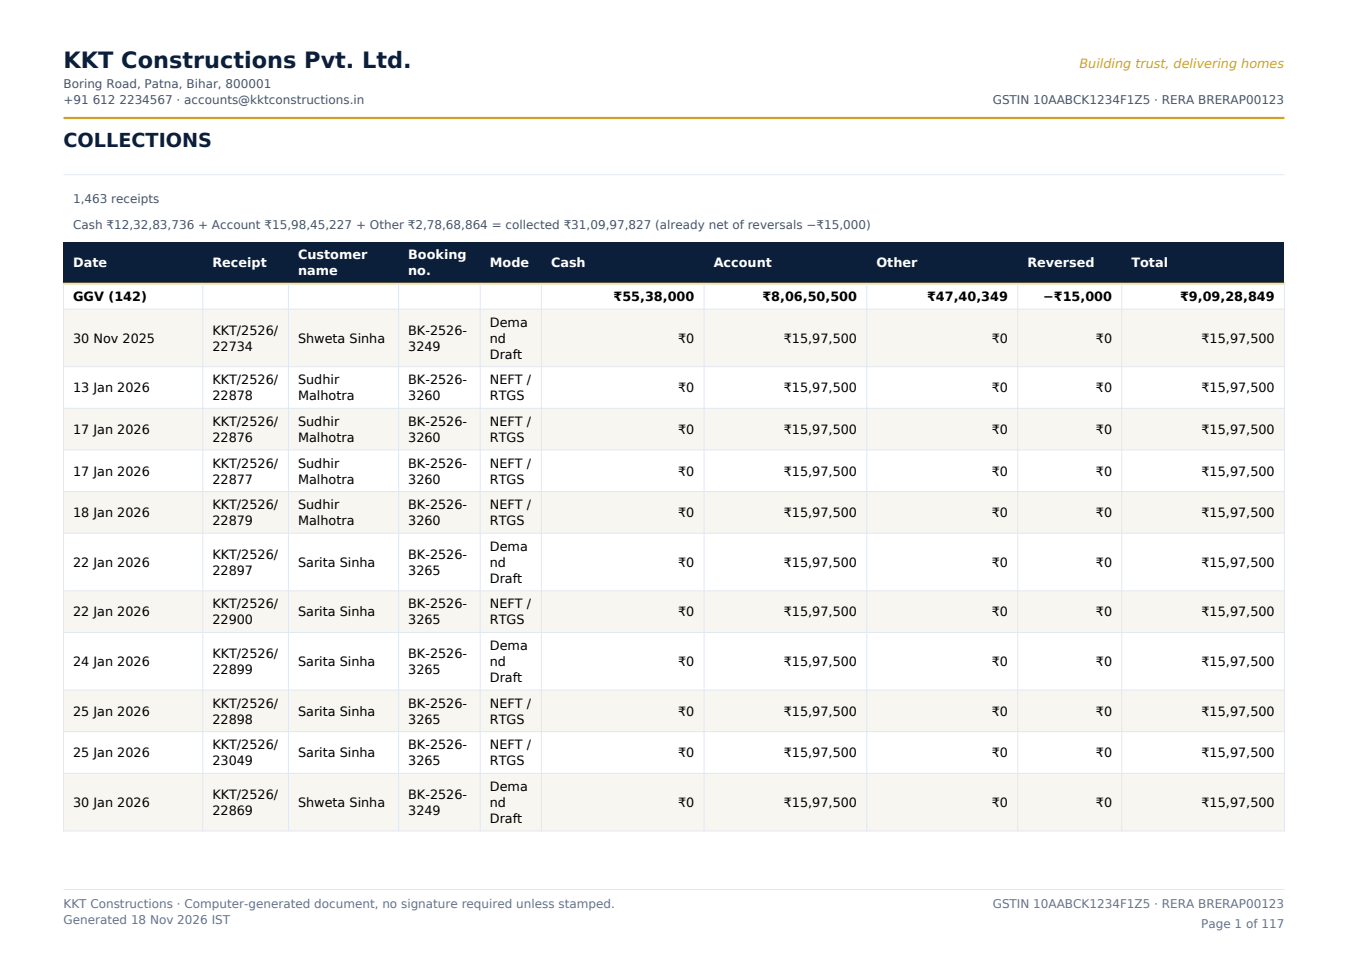 KKT Constructions Pvt. Ltd.
Building trust, delivering homes
Boring Road, Patna, Bihar, 800001
+91 612 2234567 · accounts@kktconstructions.in
GSTIN 10AABCK1234F1Z5 · RERA BRERAP00123
COLLECTIONS
1,463 receipts
Cash ₹12,32,83,736 + Account ₹15,98,45,227 + Other ₹2,78,68,864 = collected ₹31,09,97,827 (already net of reversals −₹15,000)
Date Receipt Customer name Booking no. Mode Cash Account Other Reversed Total
GGV (142) ₹55,38,000 ₹8,06,50,500 ₹47,40,349 −₹15,000 ₹9,09,28,849
30 Nov 2025 KKT/2526/22734 Shweta Sinha BK-2526-3249 Demand Draft ₹0 ₹15,97,500 ₹0 ₹0 ₹15,97,500
13 Jan 2026 KKT/2526/22878 Sudhir Malhotra BK-2526-3260 NEFT / RTGS ₹0 ₹15,97,500 ₹0 ₹0 ₹15,97,500
17 Jan 2026 KKT/2526/22876 Sudhir Malhotra BK-2526-3260 NEFT / RTGS ₹0 ₹15,97,500 ₹0 ₹0 ₹15,97,500
17 Jan 2026 KKT/2526/22877 Sudhir Malhotra BK-2526-3260 NEFT / RTGS ₹0 ₹15,97,500 ₹0 ₹0 ₹15,97,500
18 Jan 2026 KKT/2526/22879 Sudhir Malhotra BK-2526-3260 NEFT / RTGS ₹0 ₹15,97,500 ₹0 ₹0 ₹15,97,500
22 Jan 2026 KKT/2526/22897 Sarita Sinha BK-2526-3265 Demand Draft ₹0 ₹15,97,500 ₹0 ₹0 ₹15,97,500
22 Jan 2026 KKT/2526/22900 Sarita Sinha BK-2526-3265 NEFT / RTGS ₹0 ₹15,97,500 ₹0 ₹0 ₹15,97,500
24 Jan 2026 KKT/2526/22899 Sarita Sinha BK-2526-3265 Demand Draft ₹0 ₹15,97,500 ₹0 ₹0 ₹15,97,500
25 Jan 2026 KKT/2526/22898 Sarita Sinha BK-2526-3265 NEFT / RTGS ₹0 ₹15,97,500 ₹0 ₹0 ₹15,97,500
25 Jan 2026 KKT/2526/23049 Sarita Sinha BK-2526-3265 NEFT / RTGS ₹0 ₹15,97,500 ₹0 ₹0 ₹15,97,500
30 Jan 2026 KKT/2526/22869 Shweta Sinha BK-2526-3249 Demand Draft ₹0 ₹15,97,500 ₹0 ₹0 ₹15,97,500
KKT Constructions · Computer-generated document, no signature required unless stamped.
GSTIN 10AABCK1234F1Z5 · RERA BRERAP00123
Generated 18 Nov 2026 IST
Page 1 of 117